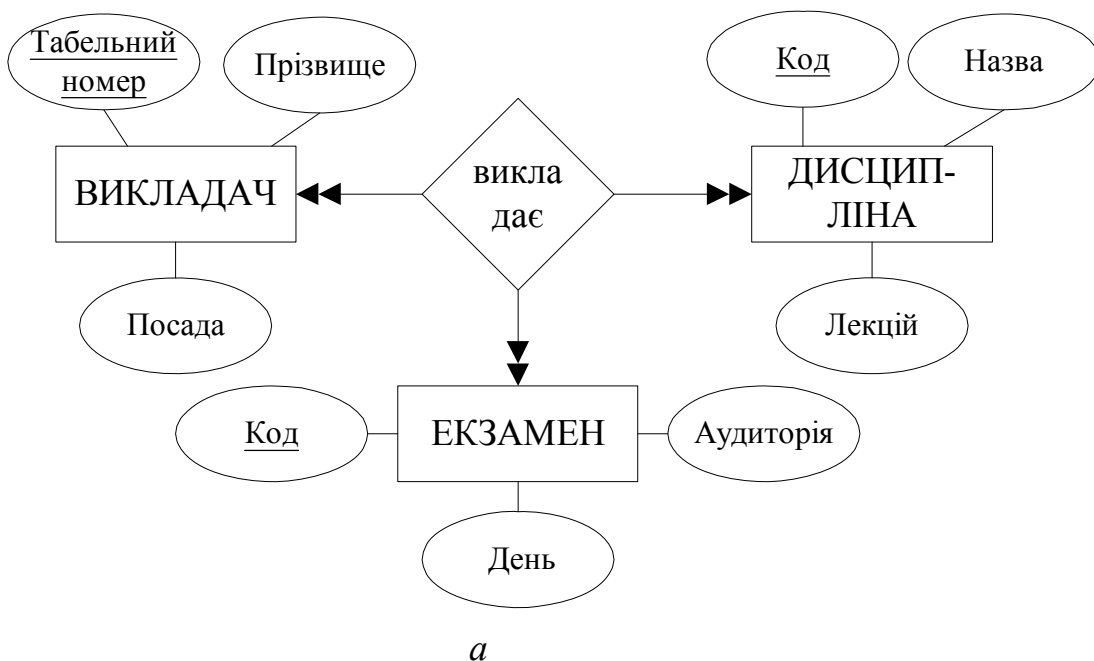 Табельний
номер
Прізвище
Код
Назва
ВИКЛАДАЧ
викла
дає
ДИСЦИП-
ЛІНА
Посада
Лекцій
Код
ЕКЗАМЕН
Аудиторія
День
а